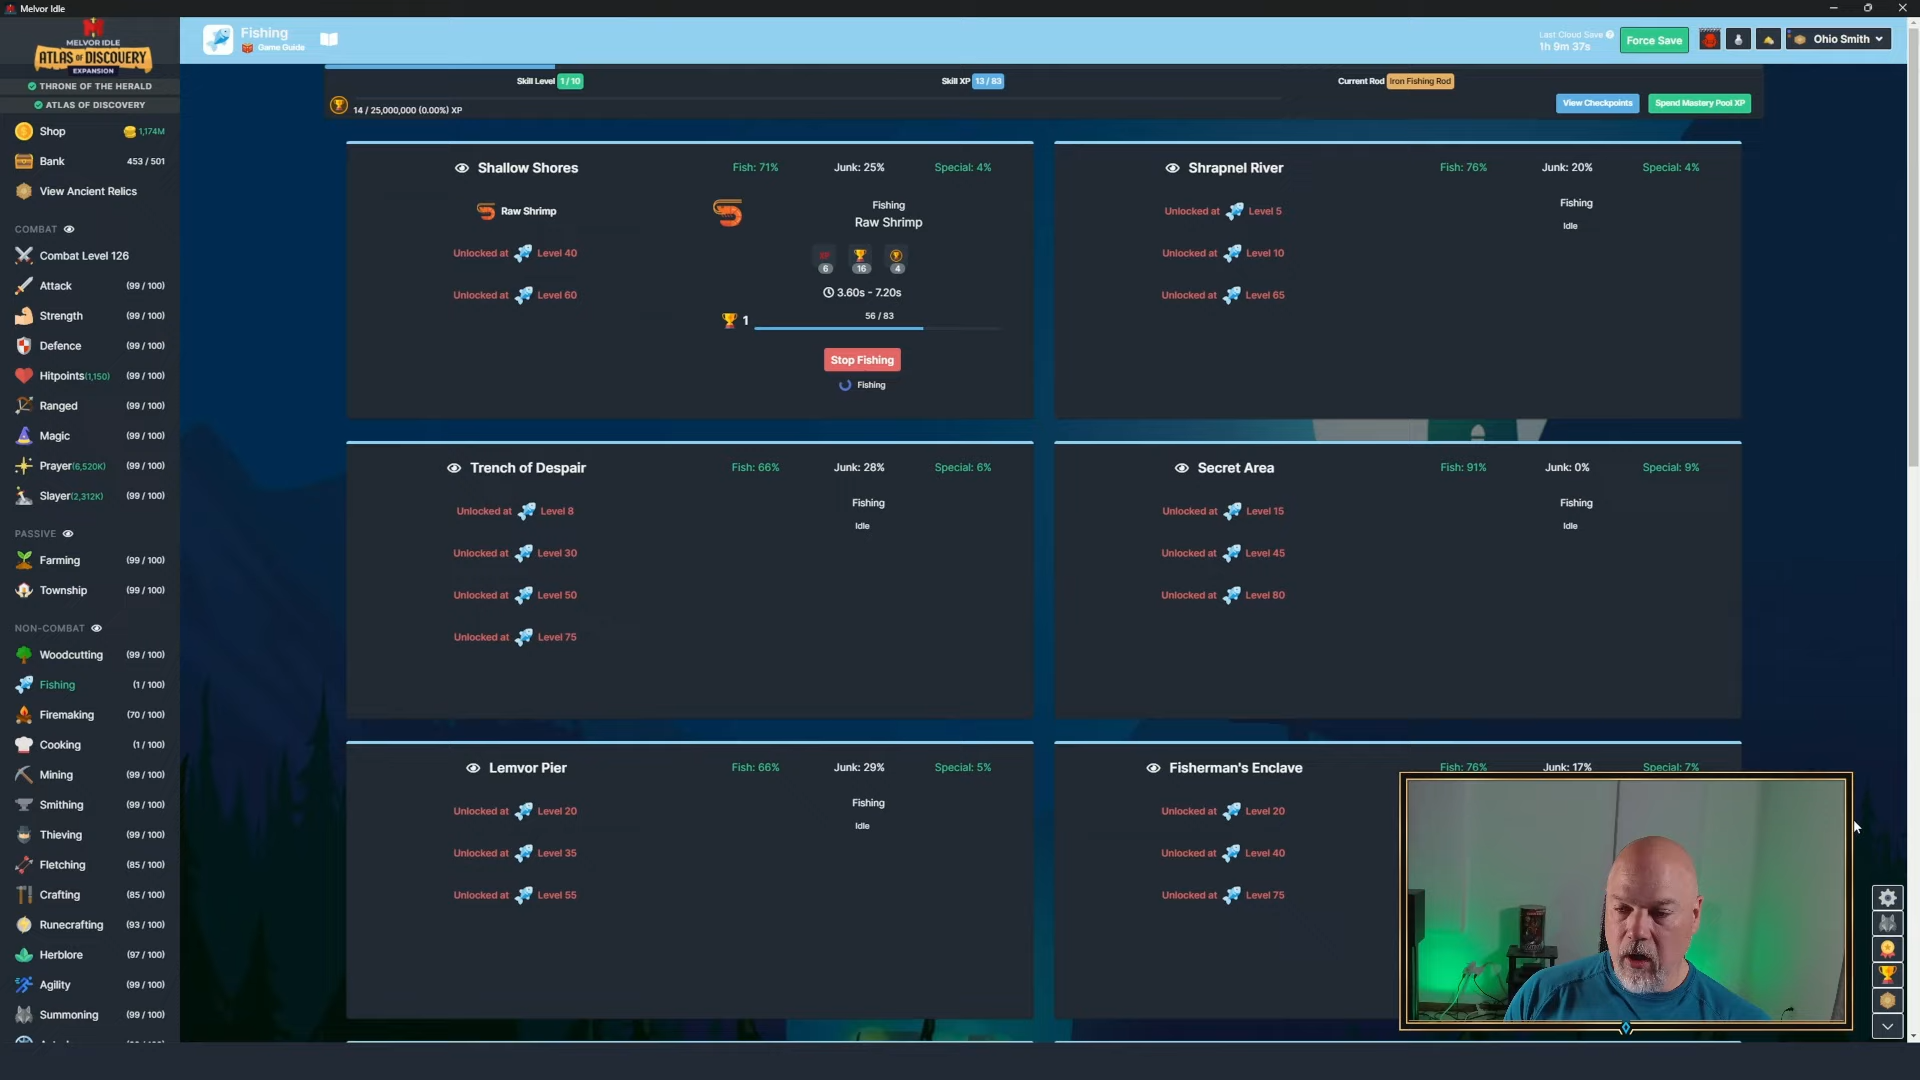 Melvor Idle
MELVOR IDLE
ATLAS OF DISCOVERY
EXPANSION
THRONE OF THE HERALD
ATLAS OF DISCOVERY
Shop 1,174M
Bank 453 / 501
View Ancient Relics
COMBAT
Combat Level 126
Attack (99 / 100)
Strength (99 / 100)
Defence (99 / 100)
Hitpoints(1,150) (99 / 100)
Ranged (99 / 100)
Magic (99 / 100)
Prayer(6,520K) (99 / 100)
Slayer(2,312K) (99 / 100)
PASSIVE
Farming (99 / 100)
Township (99 / 100)
NON-COMBAT
Woodcutting (99 / 100)
Fishing (1 / 100)
Firemaking (70 / 100)
Cooking (1 / 100)
Mining (99 / 100)
Smithing (99 / 100)
Thieving (99 / 100)
Fletching (85 / 100)
Crafting (85 / 100)
Runecrafting (93 / 100)
Herblore (97 / 100)
Agility (99 / 100)
Summoning (99 / 100)
Fishing
Game Guide
Last Cloud Save
1h 9m 37s
Force Save
Ohio Smith
Skill Level 1 / 10
Skill XP 13 / 83
Current Rod Iron Fishing Rod
14 / 25,000,000 (0.00%) XP
View Checkpoints
Spend Mastery Pool XP
Shallow Shores Fish: 71% Junk: 25% Special: 4%
Raw Shrimp
Unlocked at Level 40
Unlocked at Level 60
Fishing
Raw Shrimp
6 16 4
3.60s - 7.20s
1 56 / 83
Stop Fishing
Fishing
Shrapnel River Fish: 76% Junk: 20% Special: 4%
Unlocked at Level 5
Unlocked at Level 10
Unlocked at Level 65
Fishing
Idle
Trench of Despair Fish: 66% Junk: 28% Special: 6%
Unlocked at Level 8
Unlocked at Level 30
Unlocked at Level 50
Unlocked at Level 75
Fishing
Idle
Secret Area Fish: 91% Junk: 0% Special: 9%
Unlocked at Level 15
Unlocked at Level 45
Unlocked at Level 80
Fishing
Idle
Lemvor Pier Fish: 66% Junk: 29% Special: 5%
Unlocked at Level 20
Unlocked at Level 35
Unlocked at Level 55
Fishing
Idle
Fisherman's Enclave Fish: 76% Junk: 17% Special: 7%
Unlocked at Level 20
Unlocked at Level 40
Unlocked at Level 75